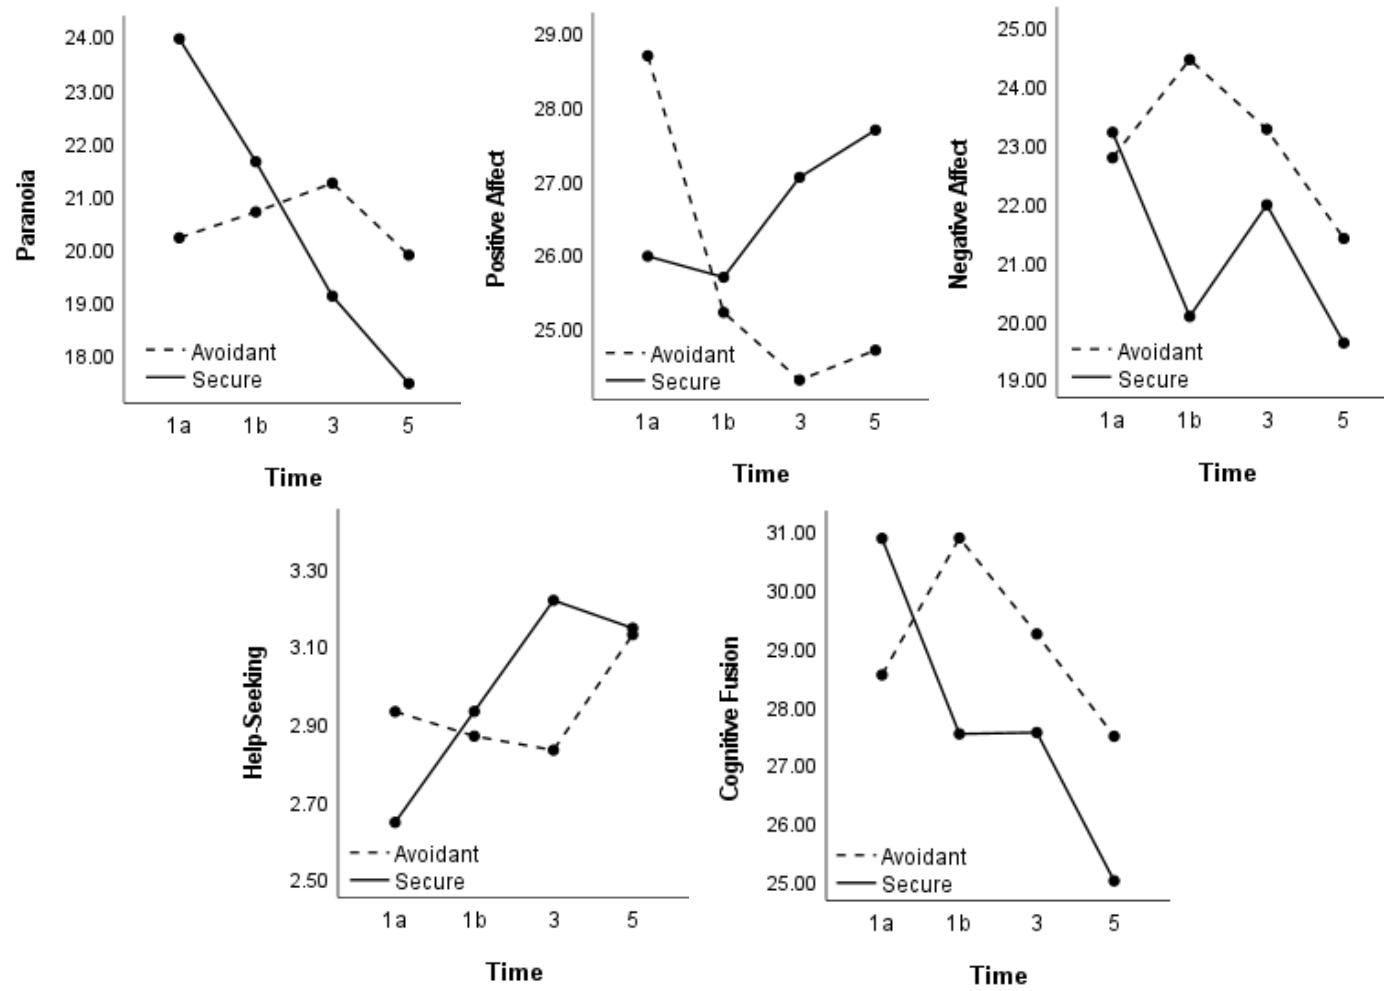 Paranoia
24.00
23.00
22.00
21.00
20.00
19.00
18.00
Avoidant
Secure
1a 1b 3 5
Time
Positive Affect
29.00
28.00
27.00
26.00
25.00
Avoidant
Secure
1a 1b 3 5
Time
Negative Affect
25.00
24.00
23.00
22.00
21.00
20.00
19.00
Avoidant
Secure
1a 1b 3 5
Time
Help-Seeking
3.30
3.10
2.90
2.70
2.50
Avoidant
Secure
1a 1b 3 5
Time
Cognitive Fusion
31.00
30.00
29.00
28.00
27.00
26.00
25.00
Avoidant
Secure
1a 1b 3 5
Time